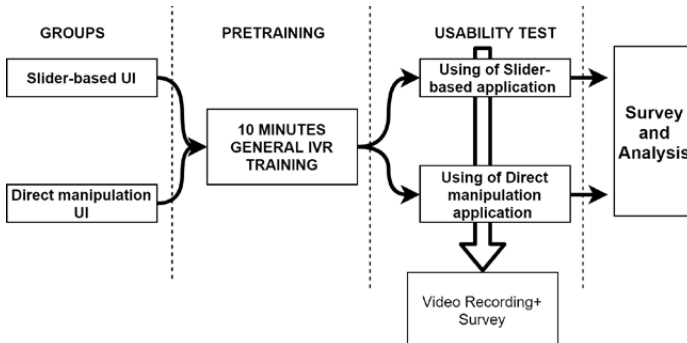 GROUPS
PRETRAINING
USABILITY TEST
Slider-based UI
Direct manipulation
UI
10 MINUTES
GENERAL IVR
TRAINING
Using of Slider-
based application
Using of Direct
manipulation
application
Survey
and
Analysis
Video Recording+
Survey